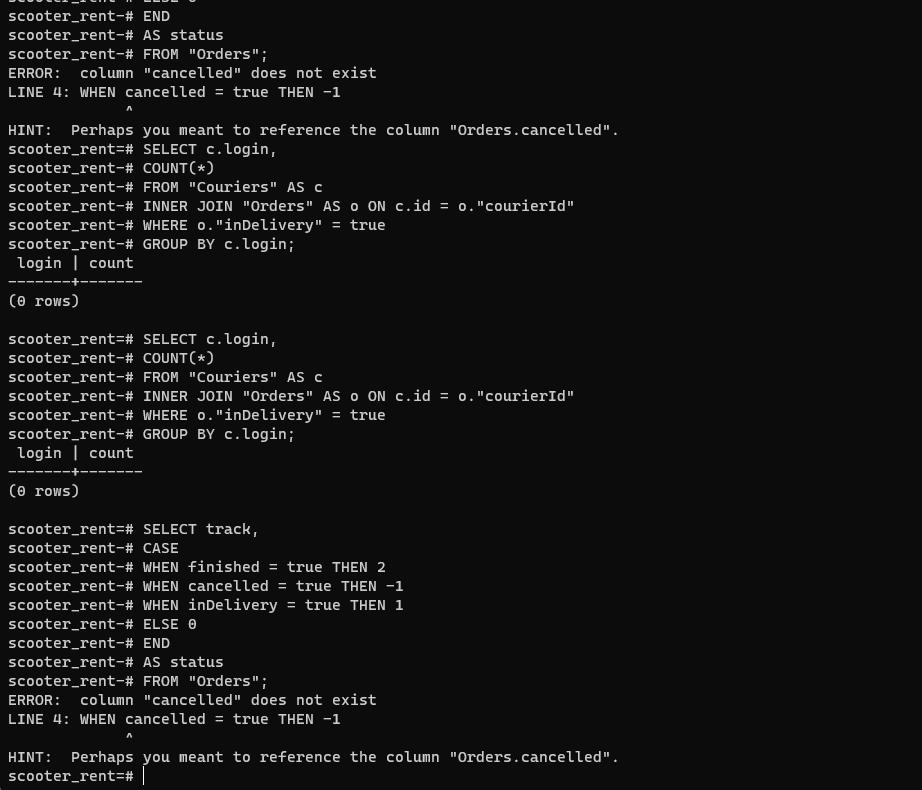 scooter_rent-# ELSE 0
scooter_rent-# END
scooter_rent-# AS status
scooter_rent-# FROM "Orders";
ERROR:  column "cancelled" does not exist
LINE 4: WHEN cancelled = true THEN -1
             ^
HINT:  Perhaps you meant to reference the column "Orders.cancelled".
scooter_rent=# SELECT c.login,
scooter_rent-# COUNT(*)
scooter_rent-# FROM "Couriers" AS c
scooter_rent-# INNER JOIN "Orders" AS o ON c.id = o."courierId"
scooter_rent-# WHERE o."inDelivery" = true
scooter_rent-# GROUP BY c.login;
 login | count
-------+-------
(0 rows)

scooter_rent=# SELECT c.login,
scooter_rent-# COUNT(*)
scooter_rent-# FROM "Couriers" AS c
scooter_rent-# INNER JOIN "Orders" AS o ON c.id = o."courierId"
scooter_rent-# WHERE o."inDelivery" = true
scooter_rent-# GROUP BY c.login;
 login | count
-------+-------
(0 rows)

scooter_rent=# SELECT track,
scooter_rent-# CASE
scooter_rent-# WHEN finished = true THEN 2
scooter_rent-# WHEN cancelled = true THEN -1
scooter_rent-# WHEN inDelivery = true THEN 1
scooter_rent-# ELSE 0
scooter_rent-# END
scooter_rent-# AS status
scooter_rent-# FROM "Orders";
ERROR:  column "cancelled" does not exist
LINE 4: WHEN cancelled = true THEN -1
             ^
HINT:  Perhaps you meant to reference the column "Orders.cancelled".
scooter_rent=#